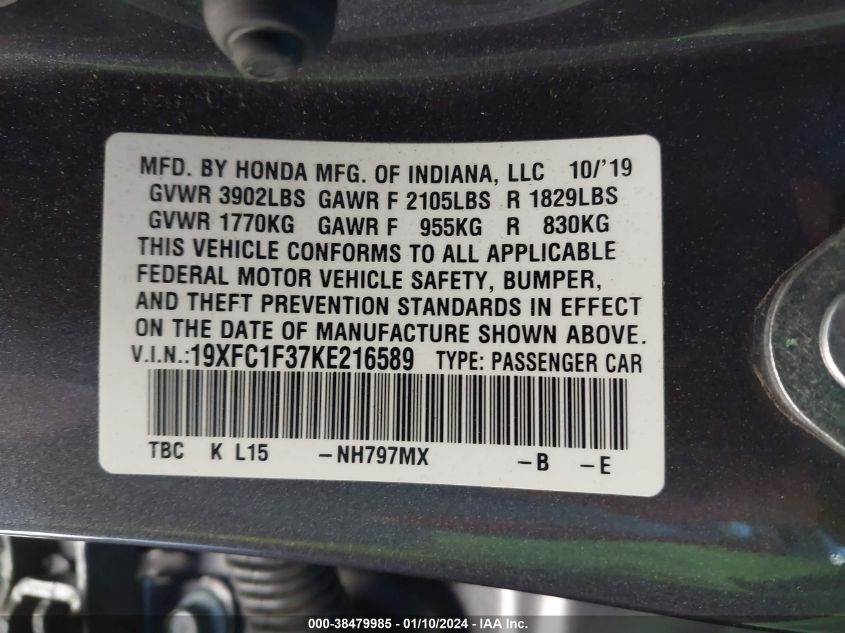 MFD. BY HONDA MFG. OF INDIANA, LLC 10/'19
GVWR 3902LBS GAWR F 2105LBS R 1829LBS
GVWR 1770KG GAWR F 955KG R 830KG
THIS VEHICLE CONFORMS TO ALL APPLICABLE
FEDERAL MOTOR VEHICLE SAFETY, BUMPER,
AND THEFT PREVENTION STANDARDS IN EFFECT
ON THE DATE OF MANUFACTURE SHOWN ABOVE.
V.I.N.:19XFC1F37KE216589 TYPE: PASSENGER CAR
TBC K L15 -NH797MX -B -E
000-38479985 - 01/10/2024 - IAA Inc.